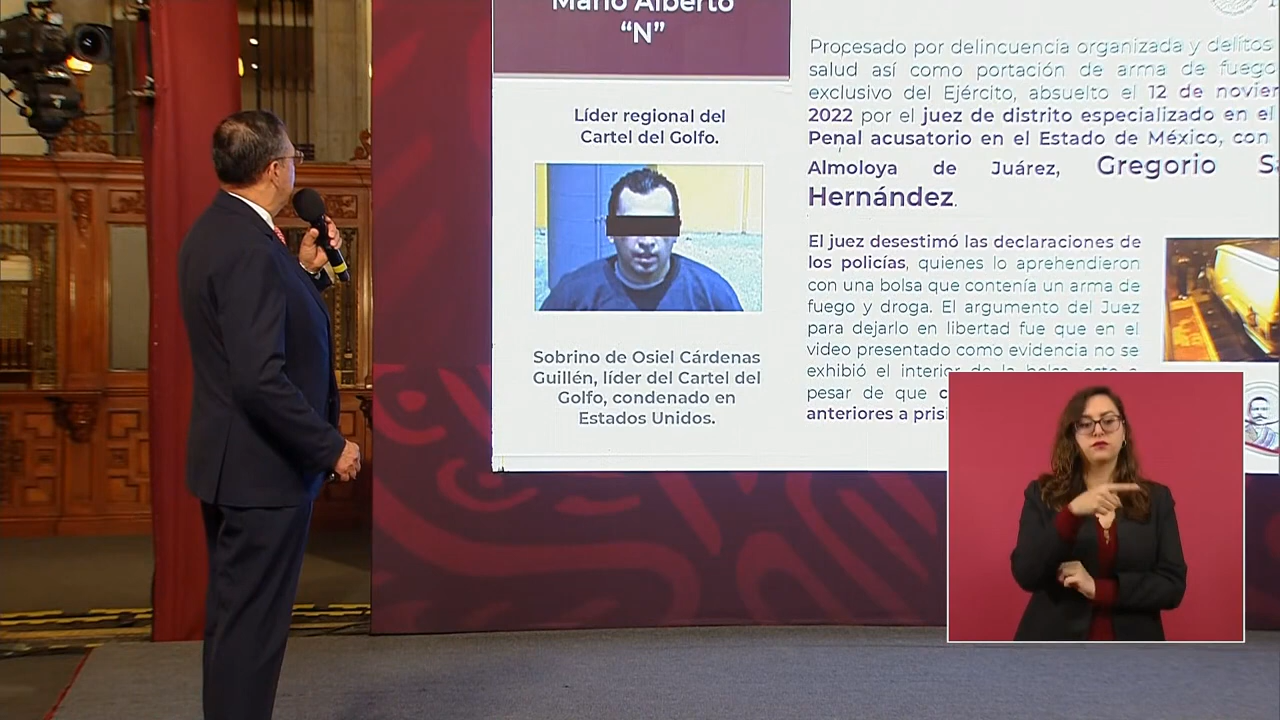 Mario Alberto
“N”
Líder regional del
Cartel del Golfo.
Sobrino de Osiel Cárdenas
Guillén, líder del Cartel del
Golfo, condenado en
Estados Unidos.
Procesado por delincuencia organizada y delitos
salud así como portación de arma de fuego
exclusivo del Ejército, absuelto el 12 de
2022 por el juez de distrito especializado en el
Penal acusatorio en el Estado de México, con
Almoloya de Juárez, Gregorio
Hernández.
El juez desestimó las declaraciones de
los policías, quienes lo aprehendieron
con una bolsa que contenía un arma de
fuego y droga. El argumento del Juez
para dejarlo en libertad fue que en el
video presentado como evidencia no se
exhibió el interior
pesar de que
anteriores a